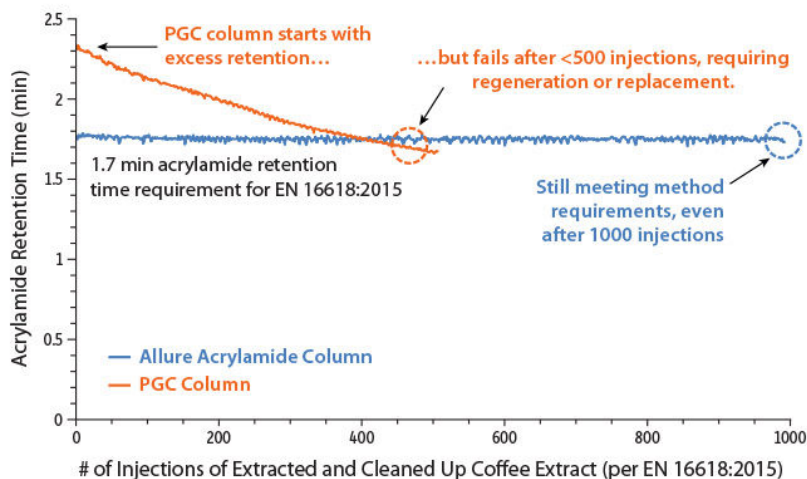 PGC column starts with
excess retention…
…but fails after <500 injections, requiring
regeneration or replacement.
1.7 min acrylamide retention
time requirement for EN 16618:2015
Still meeting method
requirements, even
after 1000 injections
Allure Acrylamide Column
PGC Column
Acrylamide Retention Time (min)
2.5
2
1.5
1
0.5
0
0
200
400
600
800
1000
# of Injections of Extracted and Cleaned Up Coffee Extract (per EN 16618:2015)